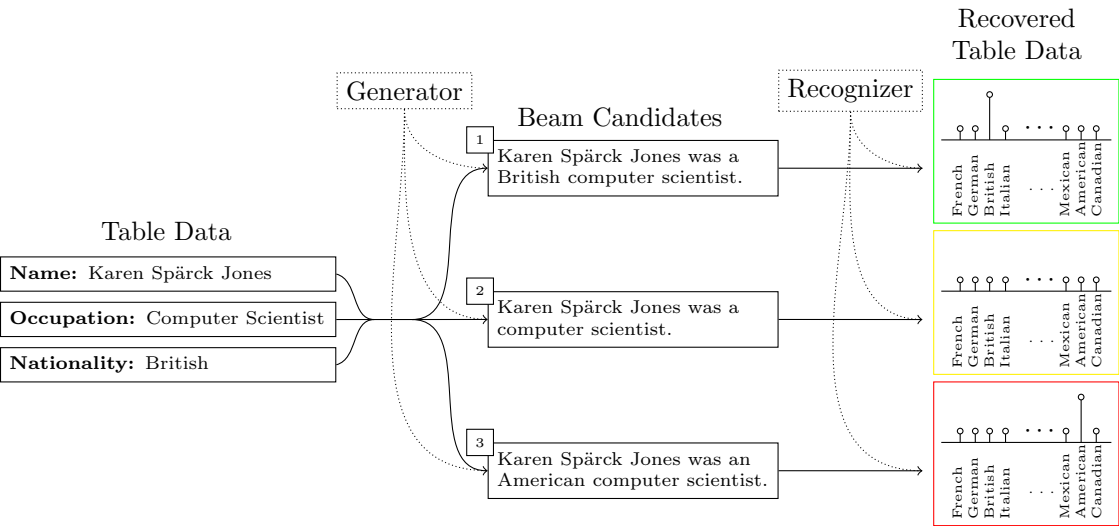 Recovered
Table Data
Generator
Recognizer
Beam Candidates
1
Karen Spärck Jones was a
British computer scientist.
French
German
British
Italian
· · ·
· · ·
Mexican
American
Canadian
Table Data
Name: Karen Spärck Jones
Occupation: Computer Scientist
Nationality: British
2
Karen Spärck Jones was a
computer scientist.
French
German
British
Italian
· · ·
· · ·
Mexican
American
Canadian
3
Karen Spärck Jones was an
American computer scientist.
French
German
British
Italian
· · ·
· · ·
Mexican
American
Canadian